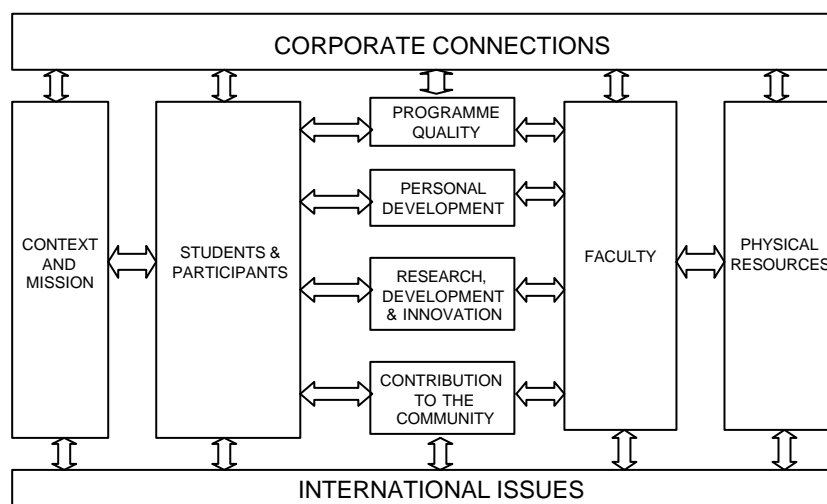 CORPORATE CONNECTIONS
PROGRAMME
QUALITY
PERSONAL
DEVELOPMENT
CONTEXT
AND
MISSION
STUDENTS &
PARTICIPANTS
RESEARCH,
DEVELOPMENT
& INNOVATION
FACULTY
PHYSICAL
RESOURCES
CONTRIBUTION
TO THE
COMMUNITY
INTERNATIONAL ISSUES